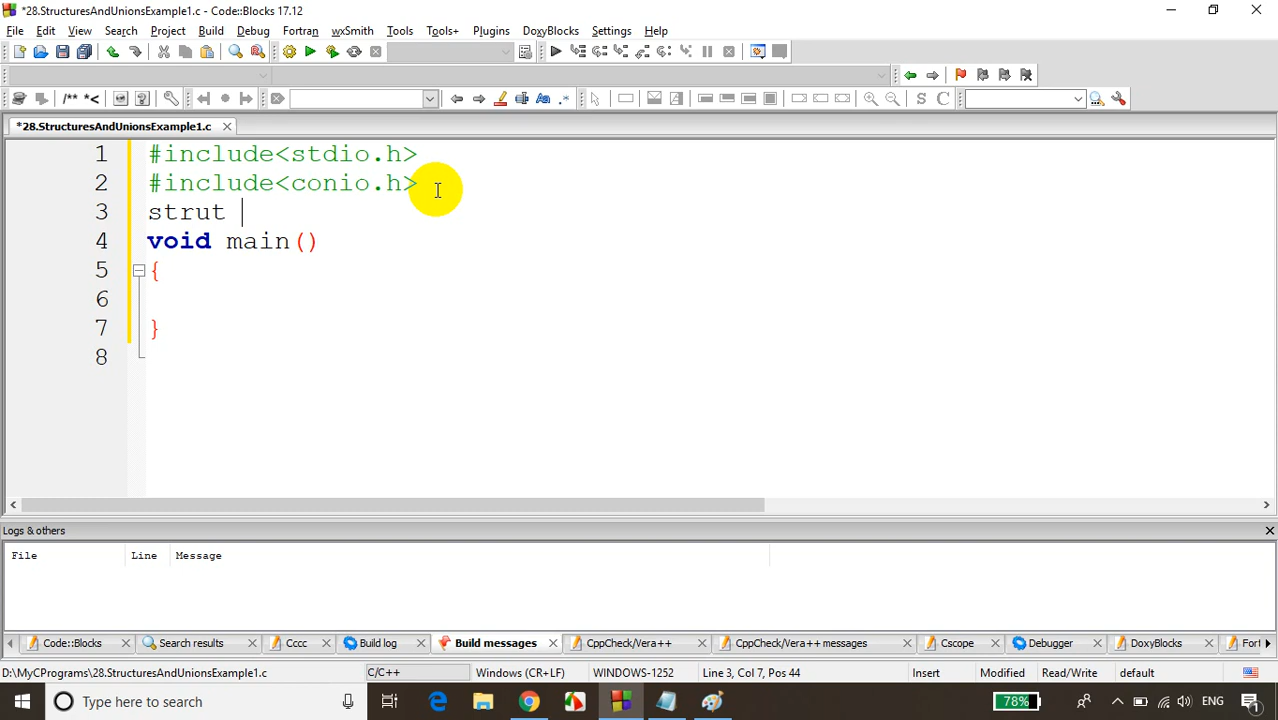 *28.StructuresAndUnionsExample1.c - Code::Blocks 17.12
File Edit View Search Project Build Debug Fortran wxSmith Tools Tools+ Plugins DoxyBlocks Settings Help
/** *<
S C
*28.StructuresAndUnionsExample1.c
1 #include<stdio.h>
2 #include<conio.h>
3 strut
4 void main()
5 {
6
7 }
8
Logs & others
File Line Message
Code::Blocks Search results Cccc Build log Build messages CppCheck/Vera++ CppCheck/Vera++ messages Cscope Debugger DoxyBlocks Fort
D:\MyCPrograms\28.StructuresAndUnionsExample1.c C/C++ Windows (CR+LF) WINDOWS-1252 Line 3, Col 7, Pos 44 Insert Modified Read/Write default
Type here to search 78% ENG 1